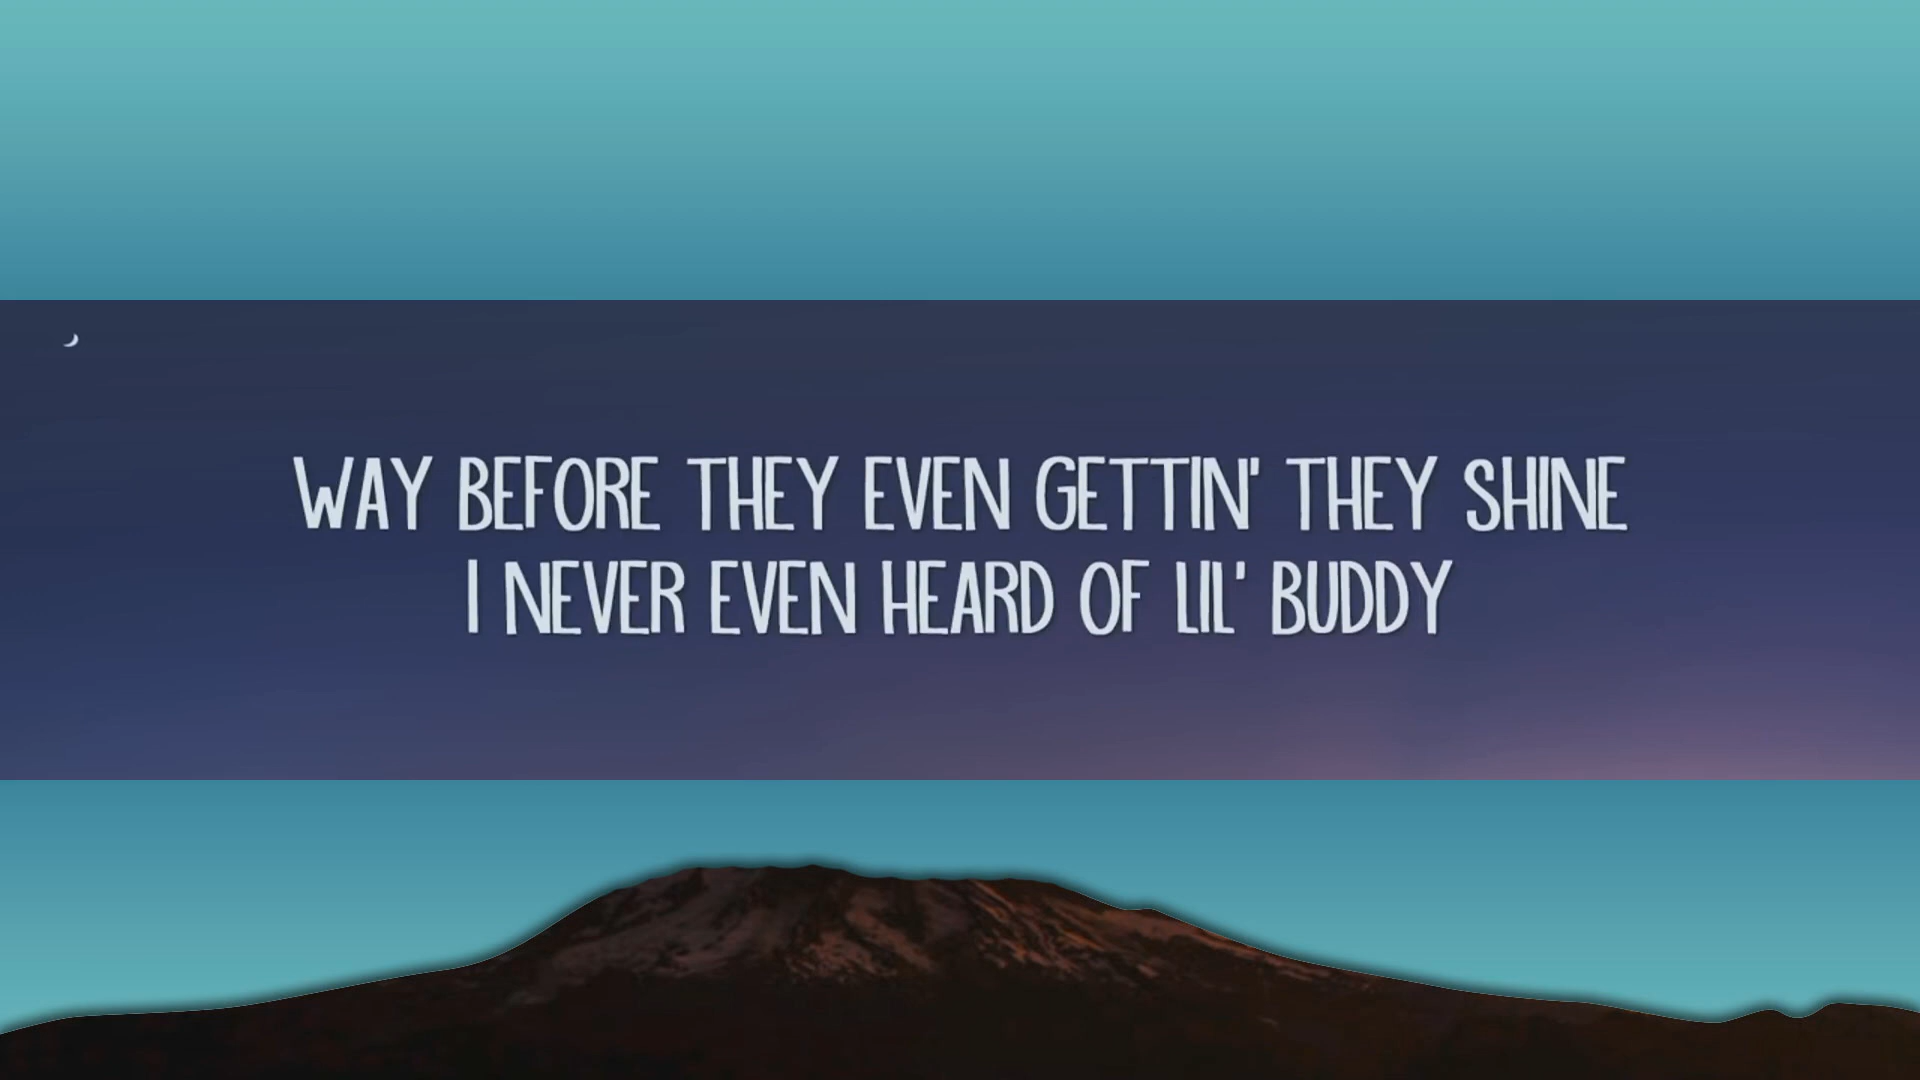 WAY BEFORE THEY EVEN GETTIN' THEY SHINE
I NEVER EVEN HEARD OF LIL' BUDDY